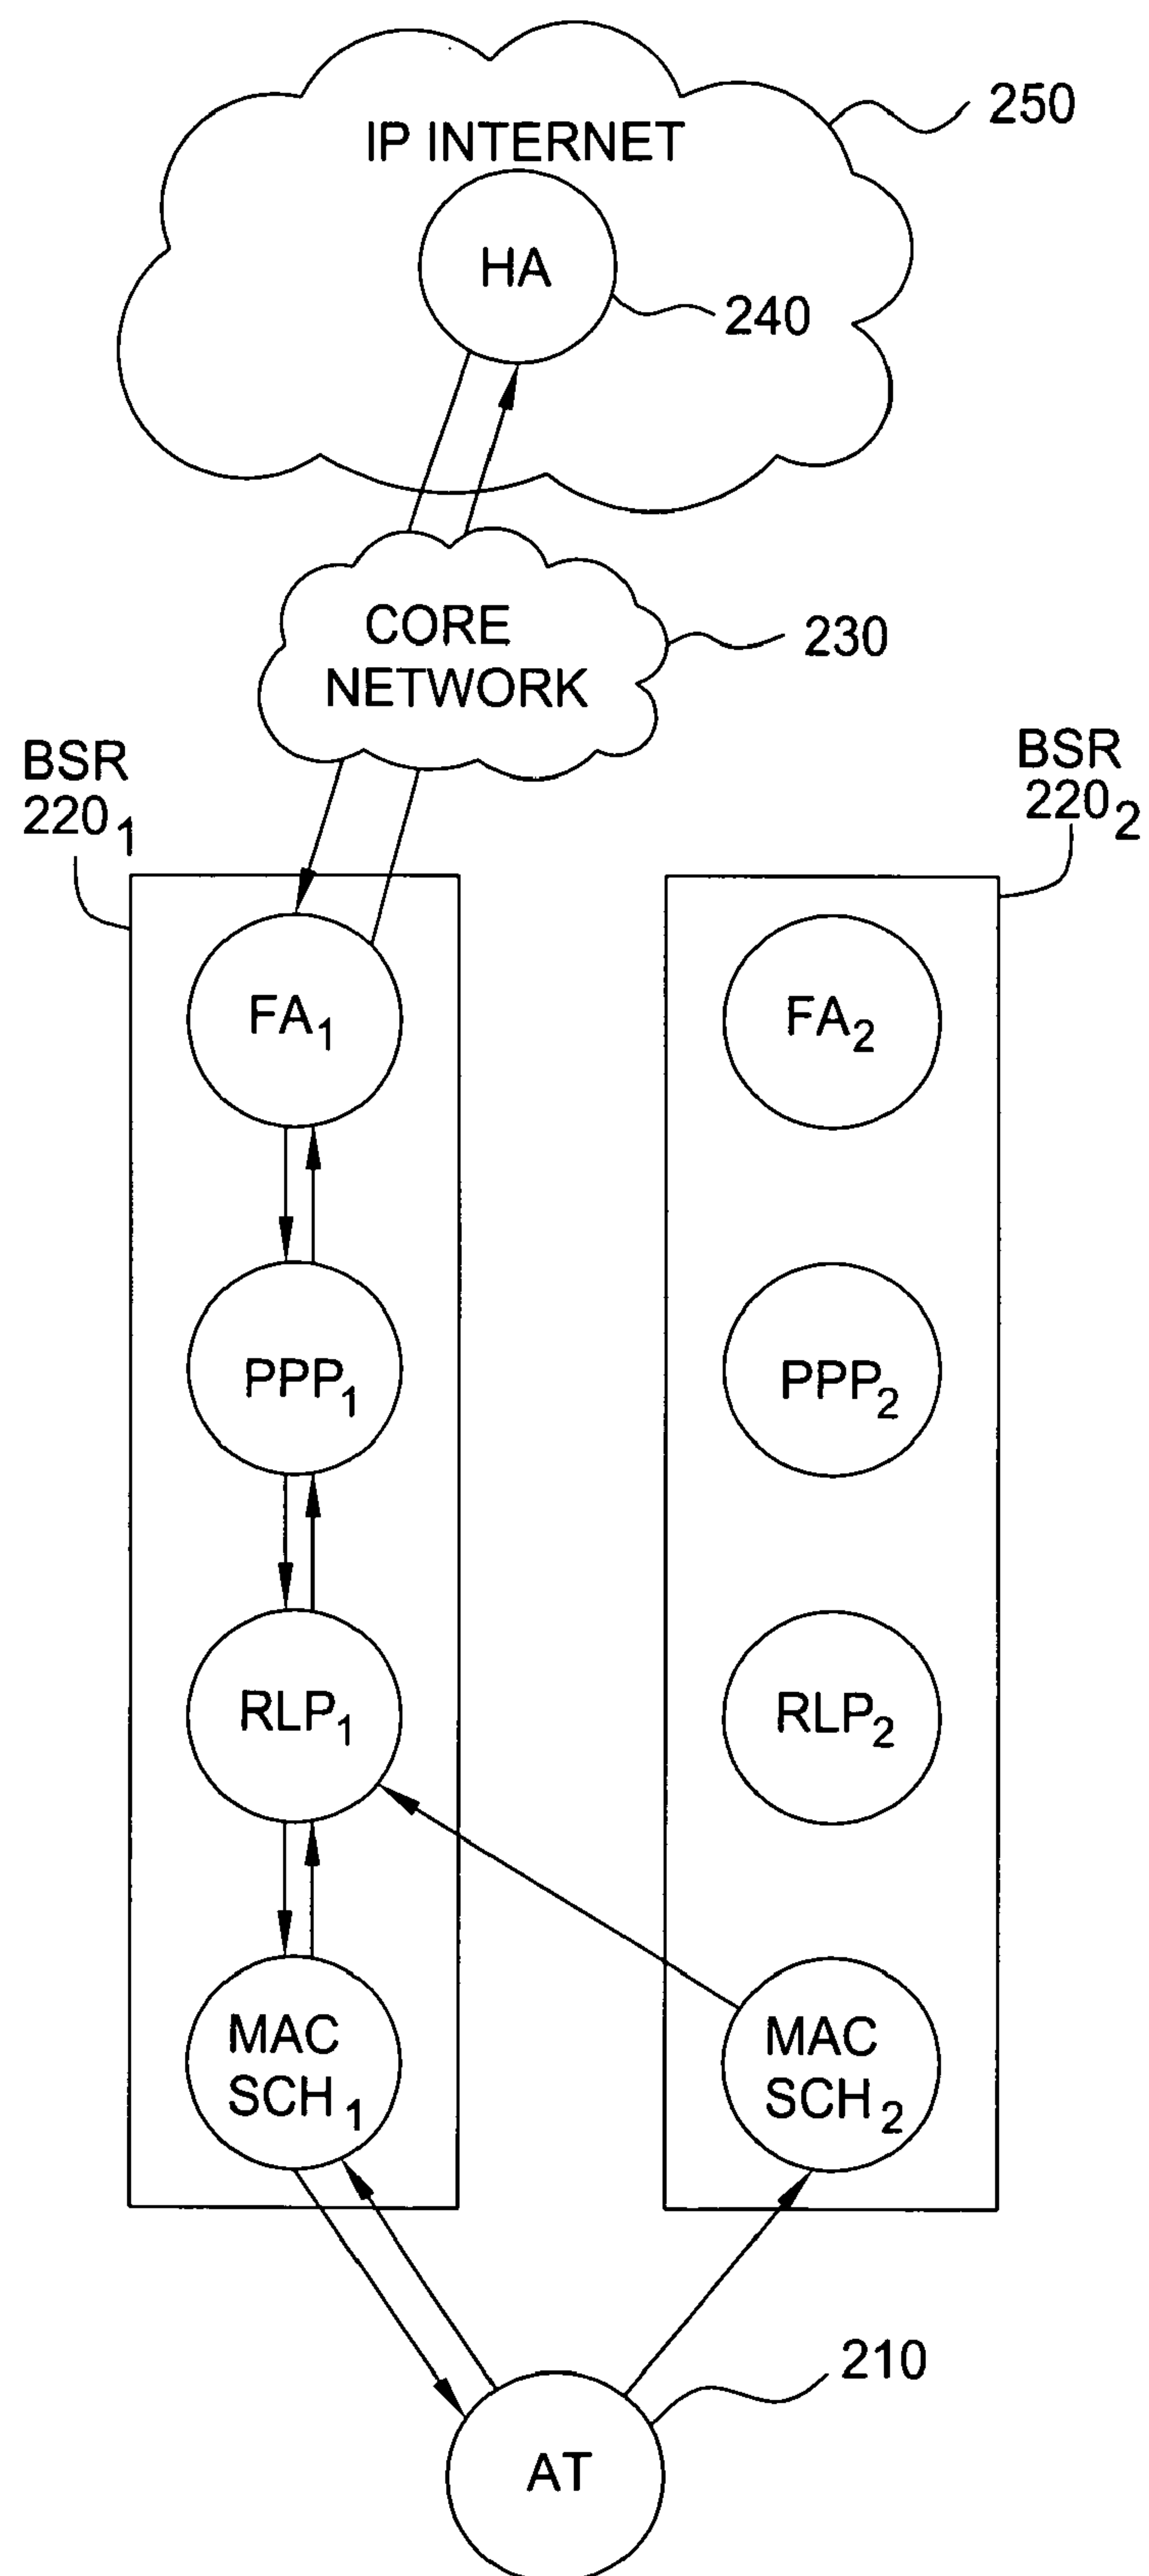 250
IP INTERNET
HA
240
CORE
NETWORK
230
BSR
220₁
BSR
220₂
FA₁
FA₂
PPP₁
PPP₂
RLP₁
RLP₂
MAC
SCH₁
MAC
SCH₂
210
AT